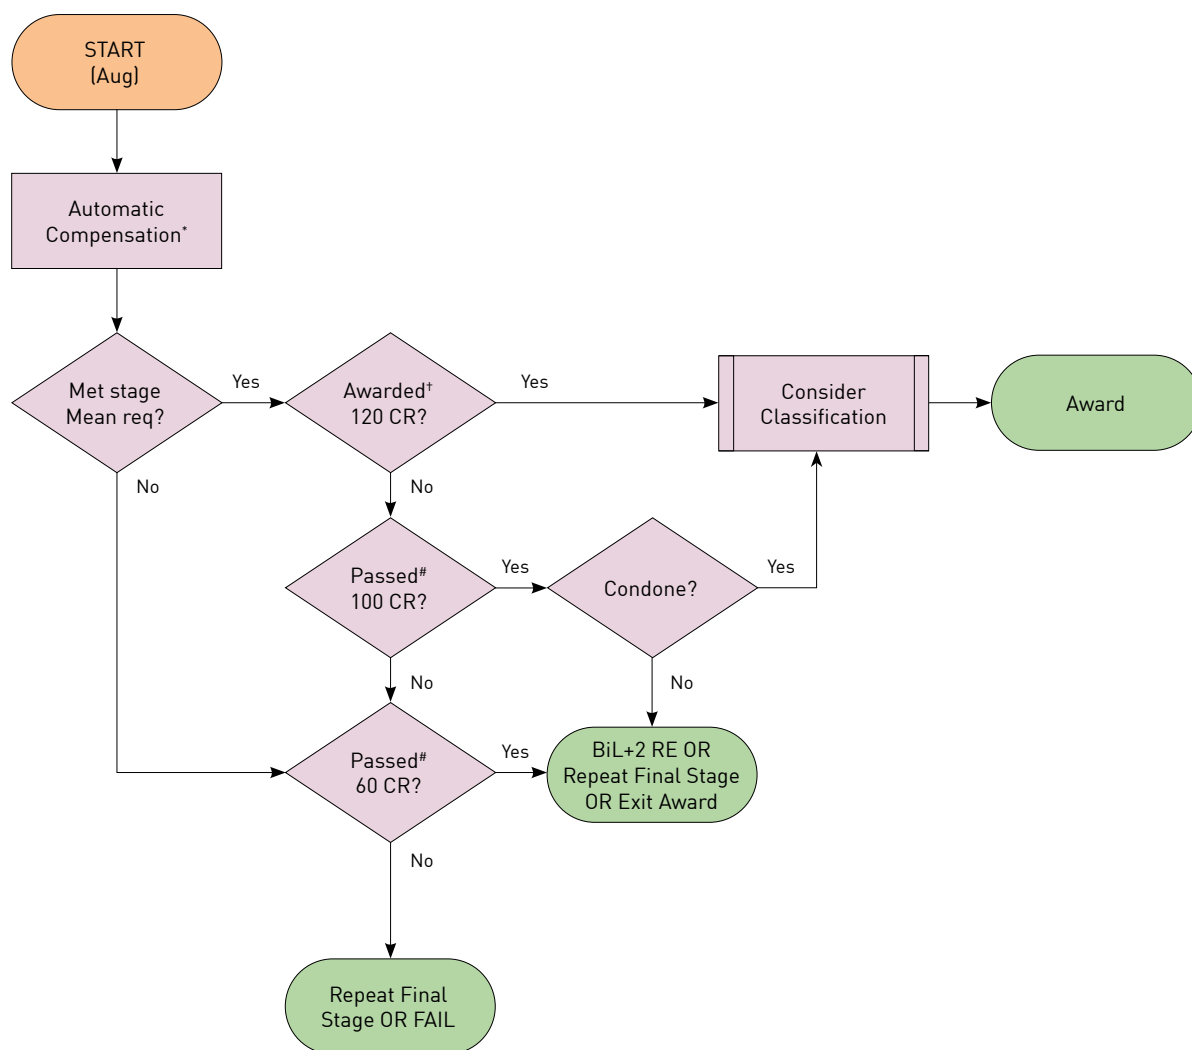 START
(Aug)
Automatic
Compensation*
Met stage
Mean req?
Yes
Awarded†
120 CR?
Yes
Consider
Classification
Award
No
No
Passed#
100 CR?
Yes
Condone?
Yes
No
No
Passed#
60 CR?
Yes
BiL+2 RE OR
Repeat Final Stage
OR Exit Award
No
Repeat Final
Stage OR FAIL